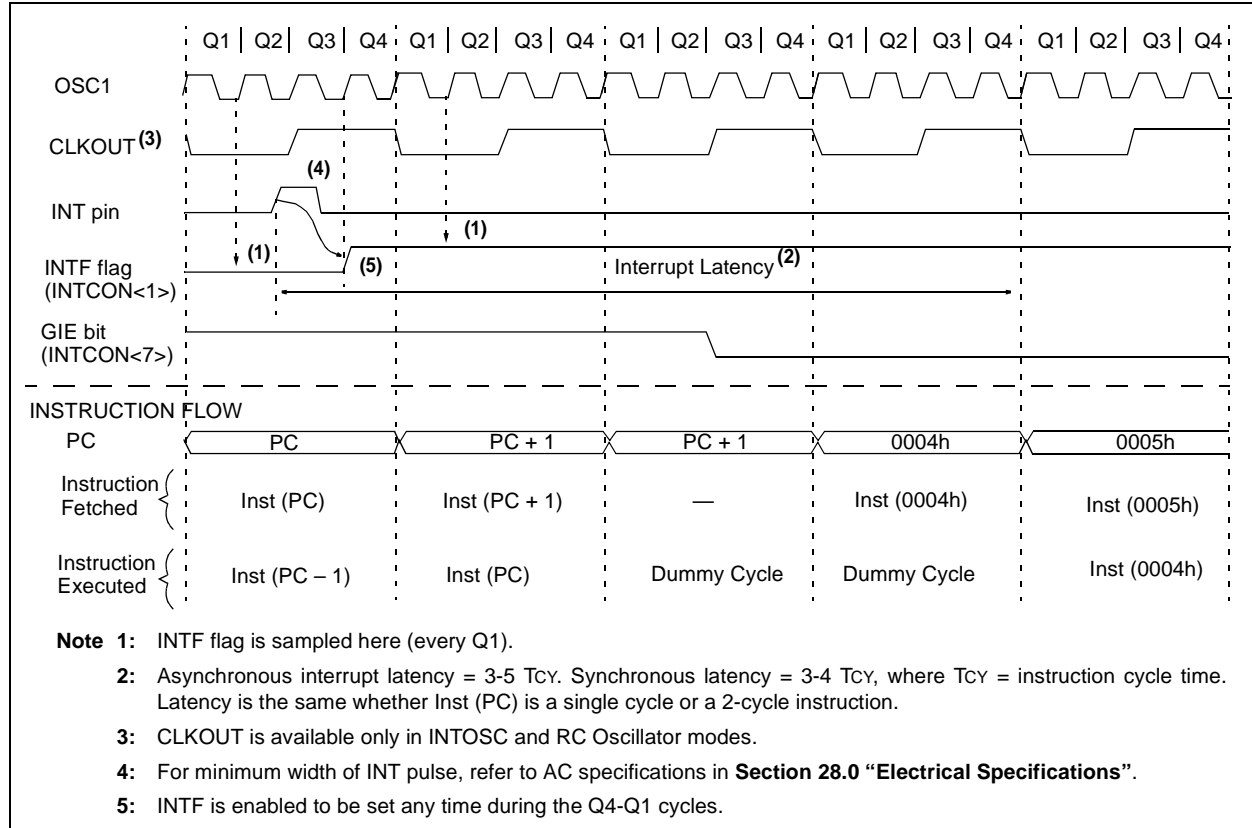 Q1 | Q2 | Q3 | Q4 Q1 | Q2 | Q3 | Q4 Q1 | Q2 | Q3 | Q4 Q1 | Q2 | Q3 | Q4 Q1 | Q2 | Q3 | Q4
OSC1
CLKOUT (3)
(4)
INT pin
(1)
(1)
(5)
INTF flag
(INTCON<1>)
Interrupt Latency (2)
GIE bit
(INTCON<7>)
INSTRUCTION FLOW
PC PC PC + 1 PC + 1 0004h 0005h
Instruction
Fetched
Inst (PC) Inst (PC + 1) — Inst (0004h) Inst (0005h)
Instruction
Executed
Inst (PC – 1) Inst (PC) Dummy Cycle Dummy Cycle Inst (0004h)
Note 1: INTF flag is sampled here (every Q1).
2: Asynchronous interrupt latency = 3-5 TCY. Synchronous latency = 3-4 TCY, where TCY = instruction cycle time.
Latency is the same whether Inst (PC) is a single cycle or a 2-cycle instruction.
3: CLKOUT is available only in INTOSC and RC Oscillator modes.
4: For minimum width of INT pulse, refer to AC specifications in Section 28.0 “Electrical Specifications”.
5: INTF is enabled to be set any time during the Q4-Q1 cycles.